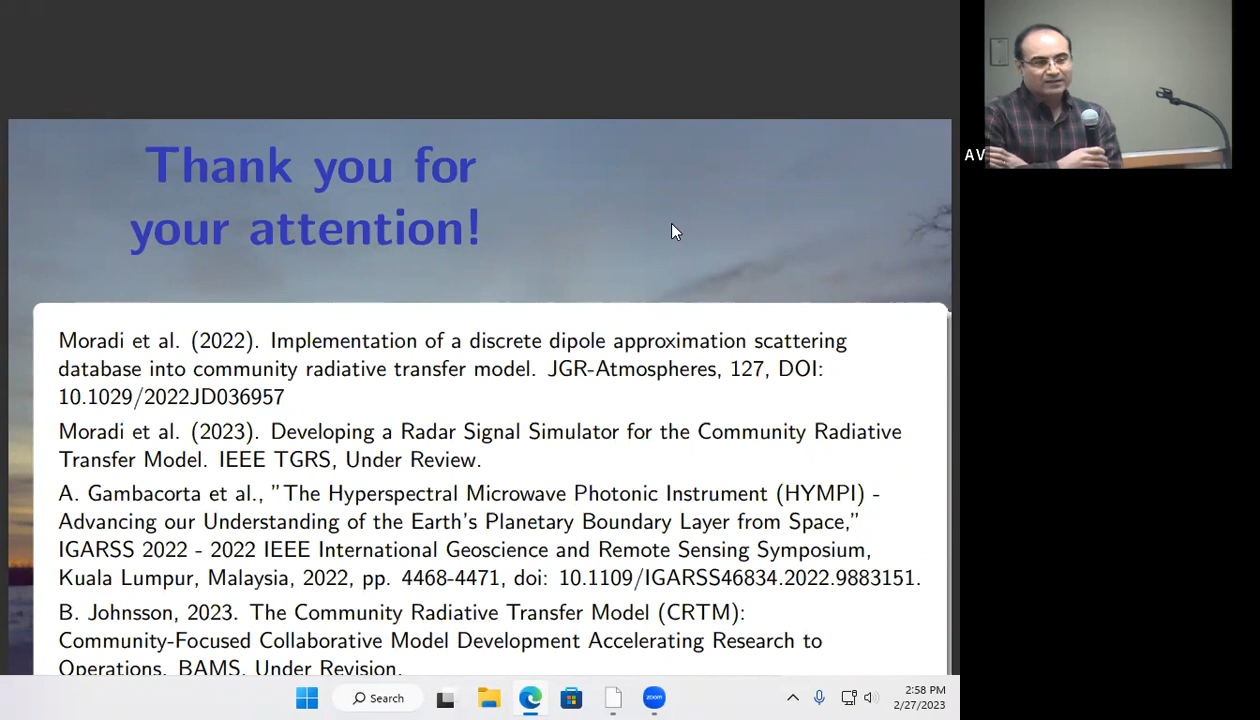 Thank you for
your attention!
AV
Moradi et al. (2022). Implementation of a discrete dipole approximation scattering
database into community radiative transfer model. JGR-Atmospheres, 127, DOI:
10.1029/2022JD036957
Moradi et al. (2023). Developing a Radar Signal Simulator for the Community Radiative
Transfer Model. IEEE TGRS, Under Review.
A. Gambacorta et al., "The Hyperspectral Microwave Photonic Instrument (HYMPI) -
Advancing our Understanding of the Earth's Planetary Boundary Layer from Space,"
IGARSS 2022 - 2022 IEEE International Geoscience and Remote Sensing Symposium,
Kuala Lumpur, Malaysia, 2022, pp. 4468-4471, doi: 10.1109/IGARSS46834.2022.9883151.
B. Johnsson, 2023. The Community Radiative Transfer Model (CRTM):
Community-Focused Collaborative Model Development Accelerating Research to
Operations. BAMS. Under Revision.
Search
zoom
2:58 PM
2/27/2023